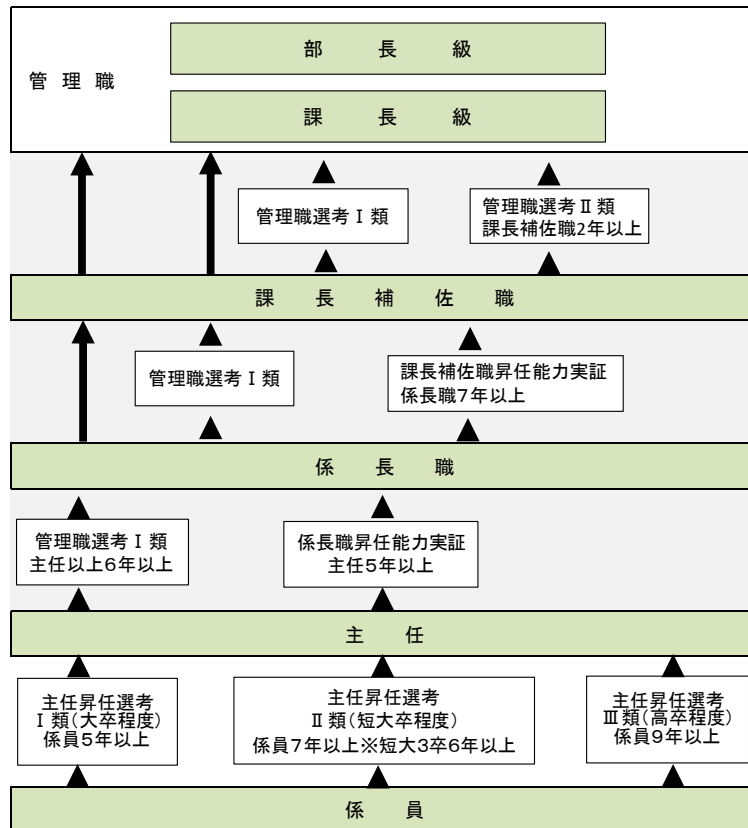 部長級
管理職
課長級
管理職選考Ⅰ類
管理職選考Ⅱ類
課長補佐職2年以上
課長補佐職
管理職選考Ⅰ類
課長補佐職昇任能力実証
係長職7年以上
係長職
管理職選考Ⅰ類
主任以上6年以上
係長職昇任能力実証
主任5年以上
主任
主任昇任選考
Ⅰ類(大卒程度)
係員5年以上
主任昇任選考
Ⅱ類(短大卒程度)
係員7年以上※短大3卒6年以上
主任昇任選考
Ⅲ類(高卒程度)
係員9年以上
係員